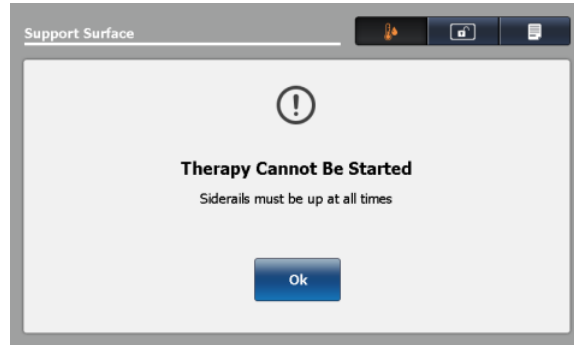 Support Surface
Therapy Cannot Be Started
Siderails must be up at all times
Ok